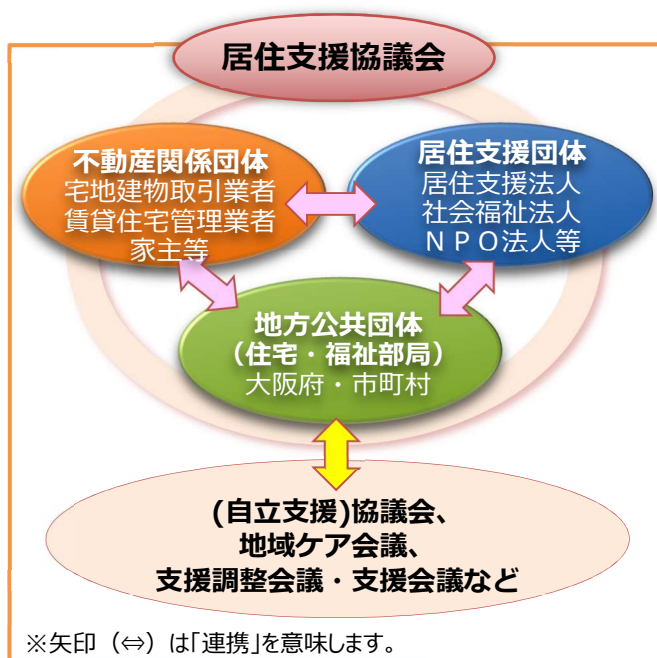 居住支援協議会
不動産関係団体
宅地建物取引業者
賃貸住宅管理業者
家主等
居住支援団体
居住支援法人
社会福祉法人
ＮＰＯ法人等
地方公共団体
（住宅・福祉部局）
大阪府・市町村
(自立支援)協議会、
地域ケア会議、
支援調整会議・支援会議など
※矢印（⇔）は「連携」を意味します。